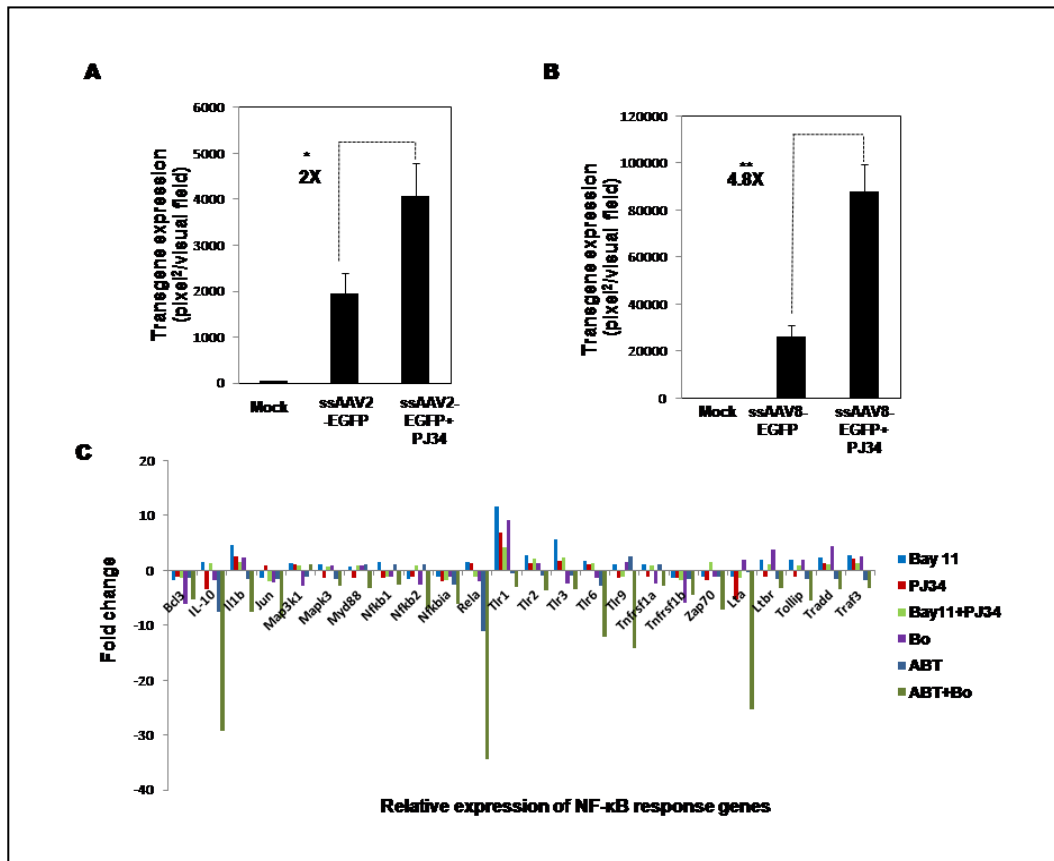 A
Transgene expression
(pixel²/visual field)
6000
5000
4000
3000
2000
1000
0
*
2X
Mock
ssAAV2
-EGFP
ssAAV2-
EGFP+
PJ34
B
Transgene expression
(pixel²/visual field)
120000
100000
80000
60000
40000
20000
0
**
4.8X
Mock
ssAAV8-
EGFP
ssAAV8-
EGFP+
PJ34
C
Fold change
20
10
0
-10
-20
-30
-40
Bcl3
IL-10
Il1b
Jun
Map3k1
Mapk3
Myd88
Nfkb1
Nfkb2
Nfkbia
Rela
Tlr1
Tlr2
Tlr3
Tlr6
Tlr9
Tnfrsf1a
Tnfrsf1b
Zap70
Lta
Ltbr
Tollip
Tradd
Traf3
Bay 11
PJ34
Bay11+PJ34
Bo
ABT
ABT+Bo
Relative expression of NF-κB response genes